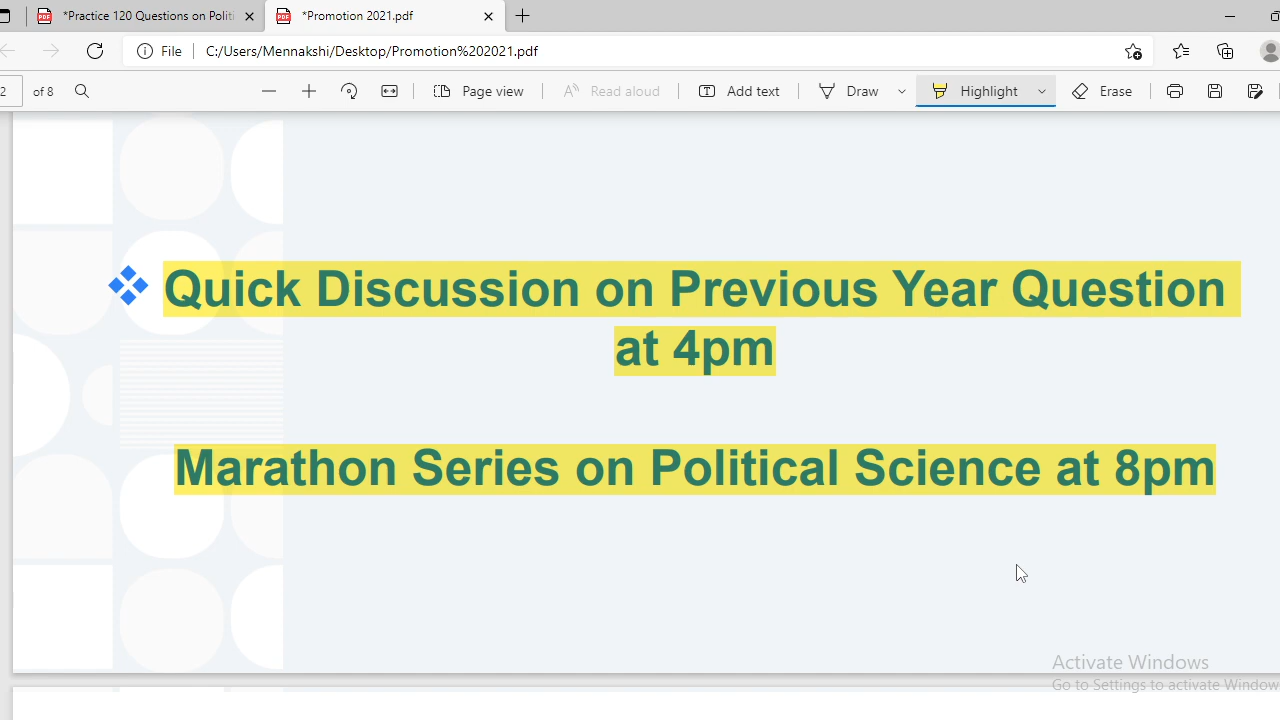 *Practice 120 Questions on Politi
*Promotion 2021.pdf
File
C:/Users/Mennakshi/Desktop/Promotion%202021.pdf
2 of 8
Page view
Read aloud
Add text
Draw
Highlight
Erase
Quick Discussion on Previous Year Question
at 4pm
Marathon Series on Political Science at 8pm
Activate Windows
Go to Settings to activate Window